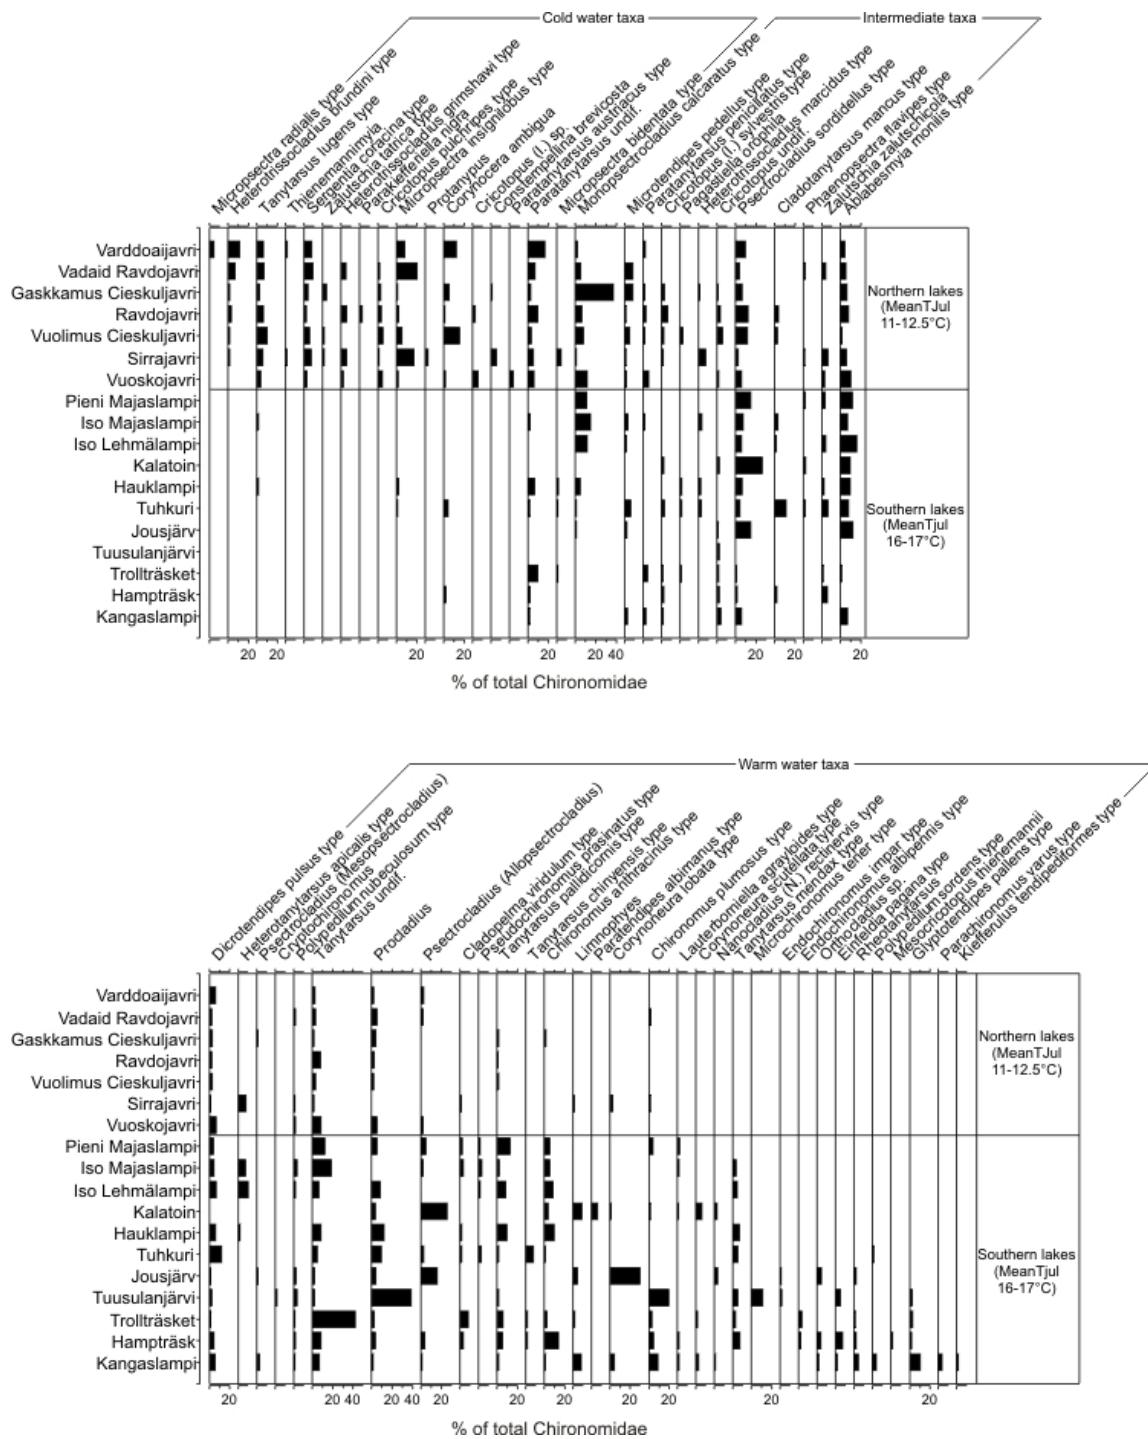 Cold water taxa
Intermediate taxa
Micropsectra radialis type
Heterotrissocladius brundini type
Tanytarsus lugens type
Thienemannimyia
Sergentia coracina type
Zalutschia tatrica type
Heterotrissocladius grimshawi type
Parakiefferiella nigra
Cricotopus pulchripes type
Micropsectra insignilobus type
Protanypus
Corynocera ambigua
Cricotopus (I.) sp.
Constempellina brevicosta
Paratanytarsus austriacus type
Paratanytarsus undif.
Micropsectra bidentata type
Monopsectrocladius calcaratus type
Microtendipes pedellus type
Paratanytarsus penicillatus type
Cricotopus (I.) sylvestris type
Pagastiella orophila
Heterotrissocladius marcidus type
Cricotopus undif.
Psectrocladius sordidellus type
Cladotanytarsus mancus type
Phaenopsectra flavipes type
Zalutschia zalutschicola
Ablabesmyia monilis type
Varddoaijavri
Vadaid Ravdojavri
Gaskkamus Cieskuljavri
Ravdojavri
Vuolimus Cieskuljavri
Sirrajavri
Vuoskojavri
Pieni Majaslampi
Iso Majaslampi
Iso Lehmälampi
Kalatoin
Hauklampi
Tuhkuri
Jousjärv
Tuusulanjärvi
Trollträsket
Hampträsk
Kangaslampi
Northern lakes
(MeanTJul
11-12.5°C)
Southern lakes
(MeanTjul
16-17°C)
20 20 20 20 20 20 40 20 20
% of total Chironomidae
Warm water taxa
Dicrotendipes pulsus type
Heterotanytarsus apicalis type
Psectrocladius (Mesopsectrocladius)
Cryptochironomus
Polypedilum nubeculosum type
Tanytarsus undif.
Procladius
Psectrocladius (Allopsectrocladius)
Cladopelma viridulum type
Pseudochironomus prasinatus type
Tanytarsus pallidicornis type
Tanytarsus chinyensis type
Chironomus anthracinus type
Limnophyes
Paratendipes albimanus type
Corynoneura lobata type
Chironomus plumosus type
Lauterborniella agrayloides type
Corynoneura scutellata type
Nanocladius (N.) rectinervis type
Tanytarsus mendax type
Microchironomus tener type
Endochironomus impar type
Endochironomus albipennis type
Orthocladius sp.
Einfeldia pagana type
Rheotanytarsus
Polypedilum sordens type
Mesocricotopus thienemannii
Glyptotendipes pallens type
Parachironomus varus type
Kiefferulus tendipediformes type
Varddoaijavri
Vadaid Ravdojavri
Gaskkamus Cieskuljavri
Ravdojavri
Vuolimus Cieskuljavri
Sirrajavri
Vuoskojavri
Pieni Majaslampi
Iso Majaslampi
Iso Lehmälampi
Kalatoin
Hauklampi
Tuhkuri
Jousjärv
Tuusulanjärvi
Trollträsket
Hampträsk
Kangaslampi
Northern lakes
(MeanTJul
11-12.5°C)
Southern lakes
(MeanTjul
16-17°C)
20 20 40 20 40 20 20 20 20 20 20 20
% of total Chironomidae